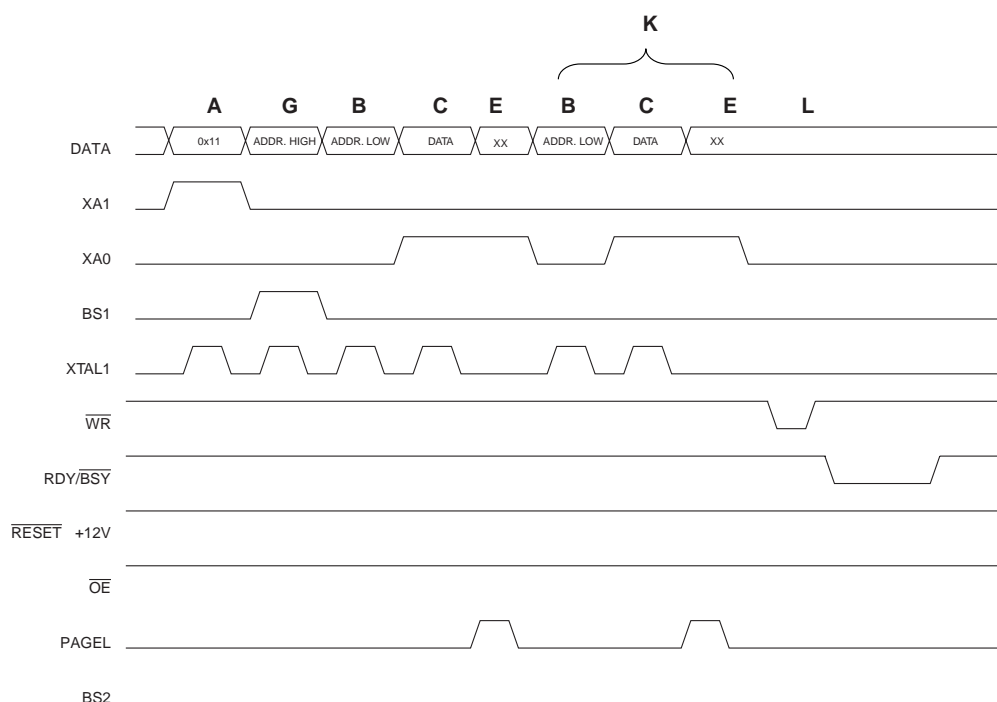 K
A G B C E B C E L
DATA 0x11 ADDR. HIGH ADDR. LOW DATA XX ADDR. LOW DATA XX
XA1
XA0
BS1
XTAL1
WR
RDY/BSY
RESET +12V
OE
PAGEL
BS2